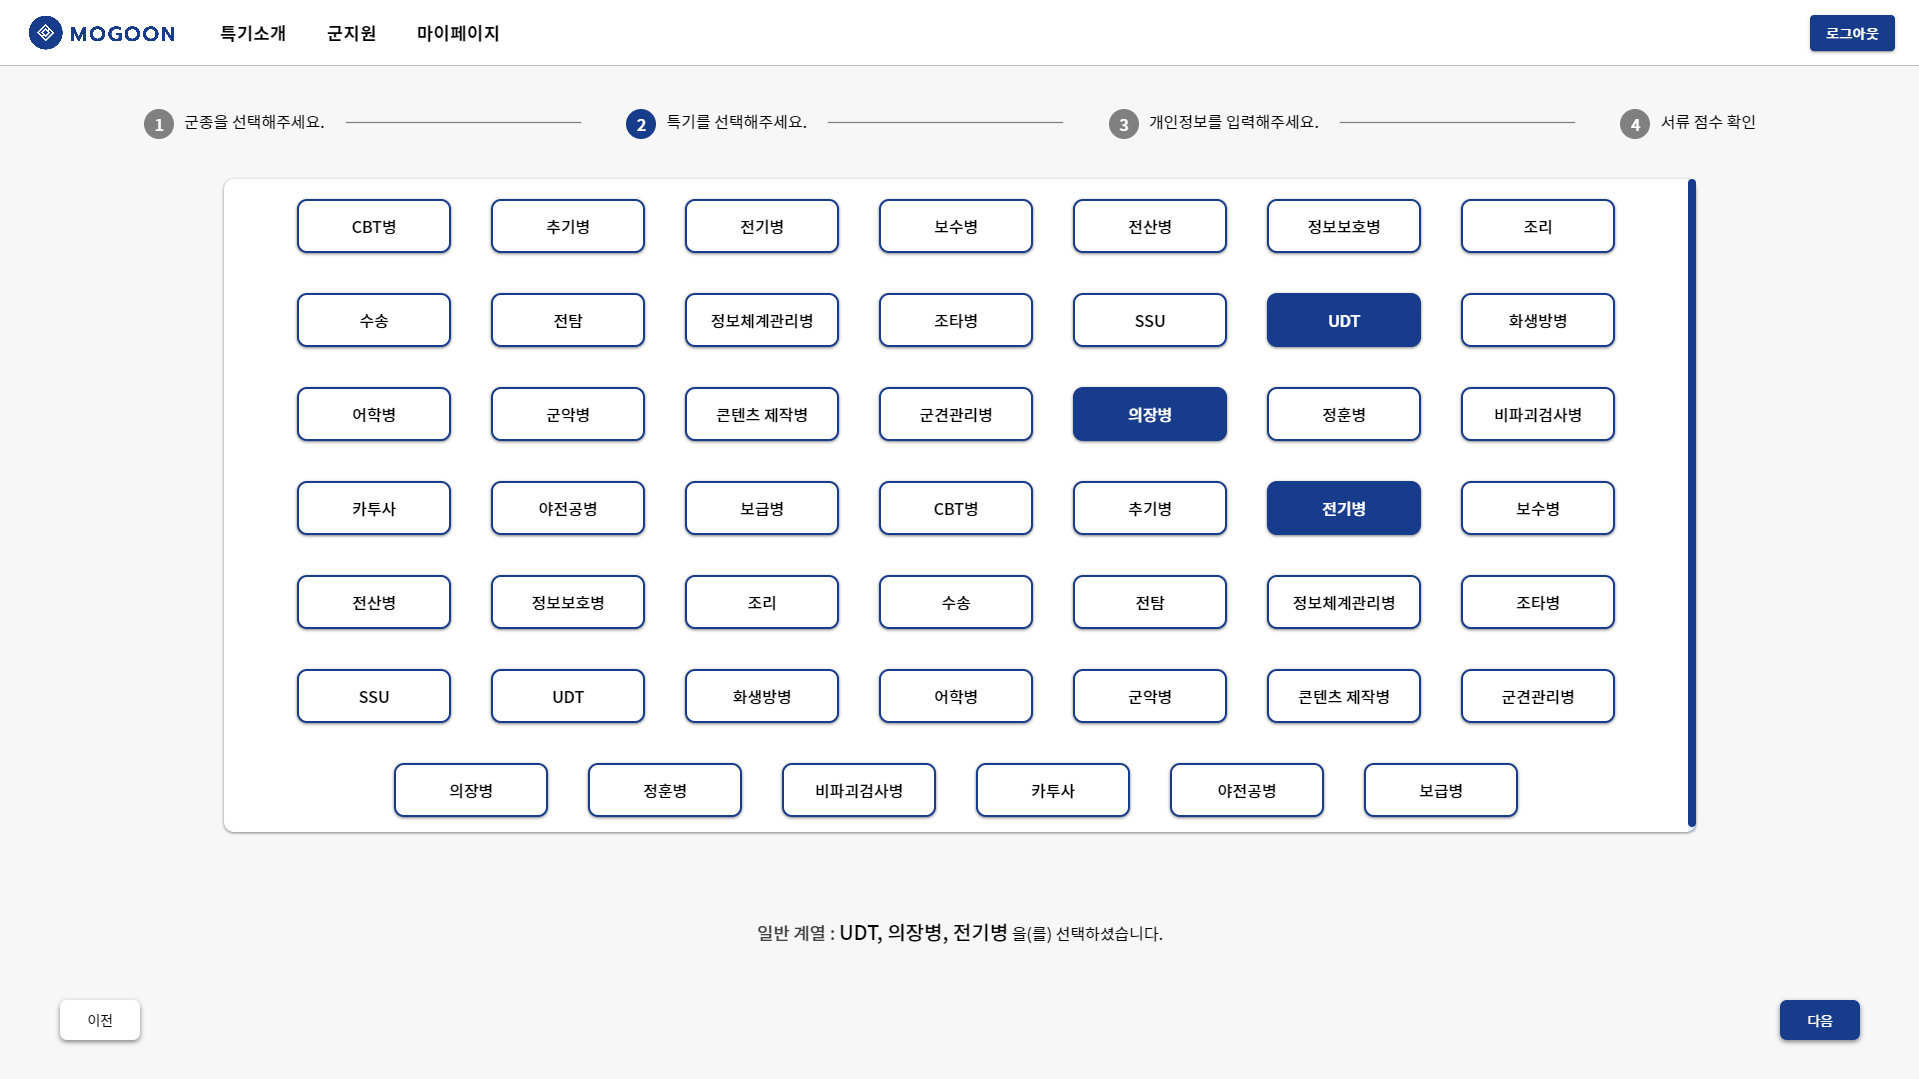 MOGOON 특기소개 군지원 마이페이지 로그아웃
1 군종을 선택해주세요. 2 특기를 선택해주세요. 3 개인정보를 입력해주세요. 4 서류 점수 확인
CBT병 추기병 전기병 보수병 전산병 정보보호병 조리
수송 전탐 정보체계관리병 조타병 SSU UDT 화생방병
어학병 군악병 콘텐츠 제작병 군견관리병 의장병 정훈병 비파괴검사병
카투사 야전공병 보급병 CBT병 추기병 전기병 보수병
전산병 정보보호병 조리 수송 전탐 정보체계관리병 조타병
SSU UDT 화생방병 어학병 군악병 콘텐츠 제작병 군견관리병
의장병 정훈병 비파괴검사병 카투사 야전공병 보급병
일반 계열 : UDT, 의장병, 전기병 을(를) 선택하셨습니다.
이전 다음